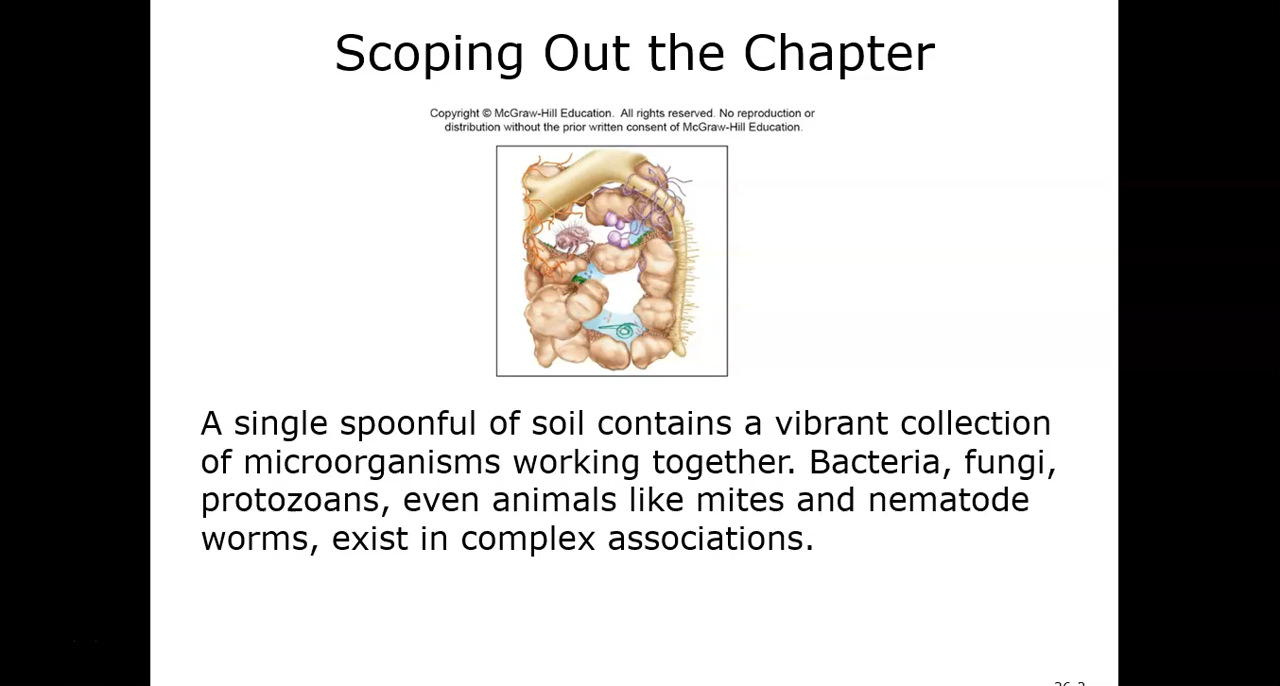 Scoping Out the Chapter
Copyright © McGraw-Hill Education. All rights reserved. No reproduction or
distribution without the prior written consent of McGraw-Hill Education.
A single spoonful of soil contains a vibrant collection
of microorganisms working together. Bacteria, fungi,
protozoans, even animals like mites and nematode
worms, exist in complex associations.